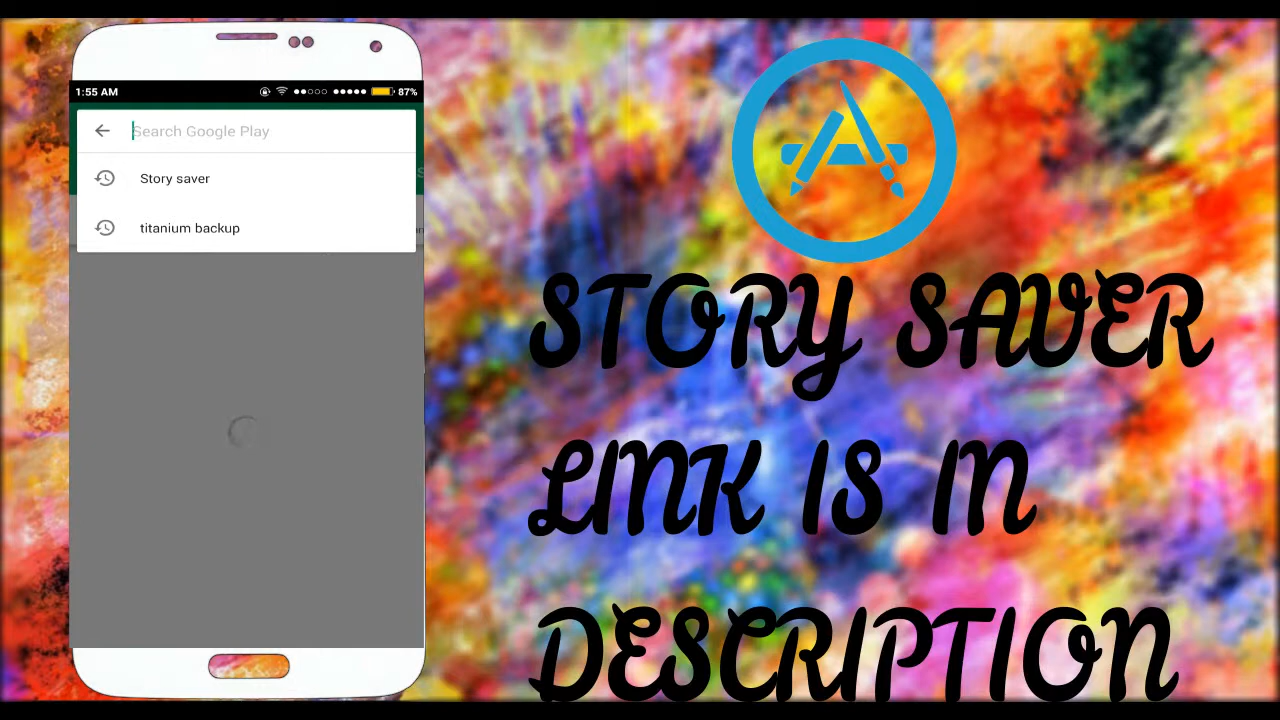 1:55 AM
87%
Search Google Play
Story saver
titanium backup
STORY SAVER
LINK IS IN
DESCRIPTION